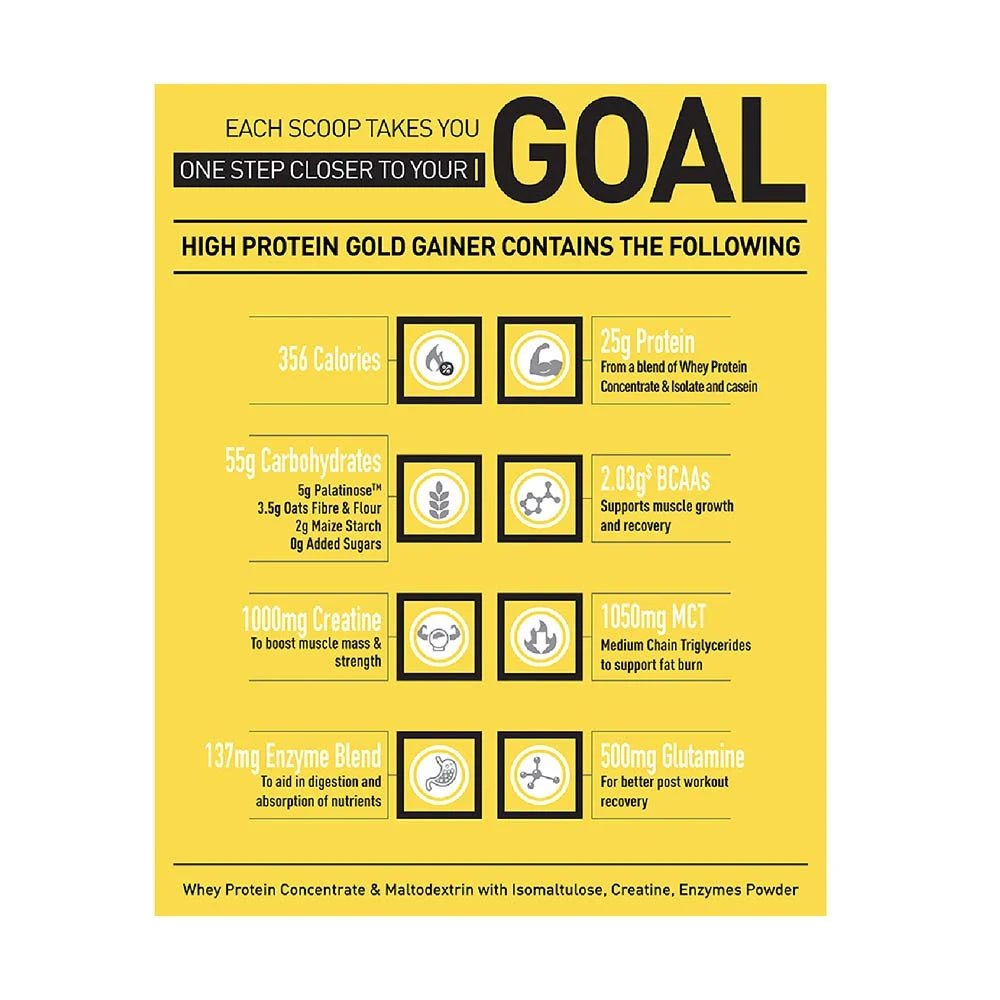 EACH SCOOP TAKES YOU
ONE STEP CLOSER TO YOUR
GOAL
HIGH PROTEIN GOLD GAINER CONTAINS THE FOLLOWING
356 Calories
25g Protein
From a blend of Whey Protein
Concentrate & Isolate and casein
55g Carbohydrates
5g Palatinose™
3.5g Oats Fibre & Flour
2g Maize Starch
0g Added Sugars
2.03g$ BCAAs
Supports muscle growth
and recovery
1000mg Creatine
To boost muscle mass &
strength
1050mg MCT
Medium Chain Triglycerides
to support fat burn
137mg Enzyme Blend
To aid in digestion and
absorption of nutrients
500mg Glutamine
For better post workout
recovery
Whey Protein Concentrate & Maltodextrin with Isomaltulose, Creatine, Enzymes Powder